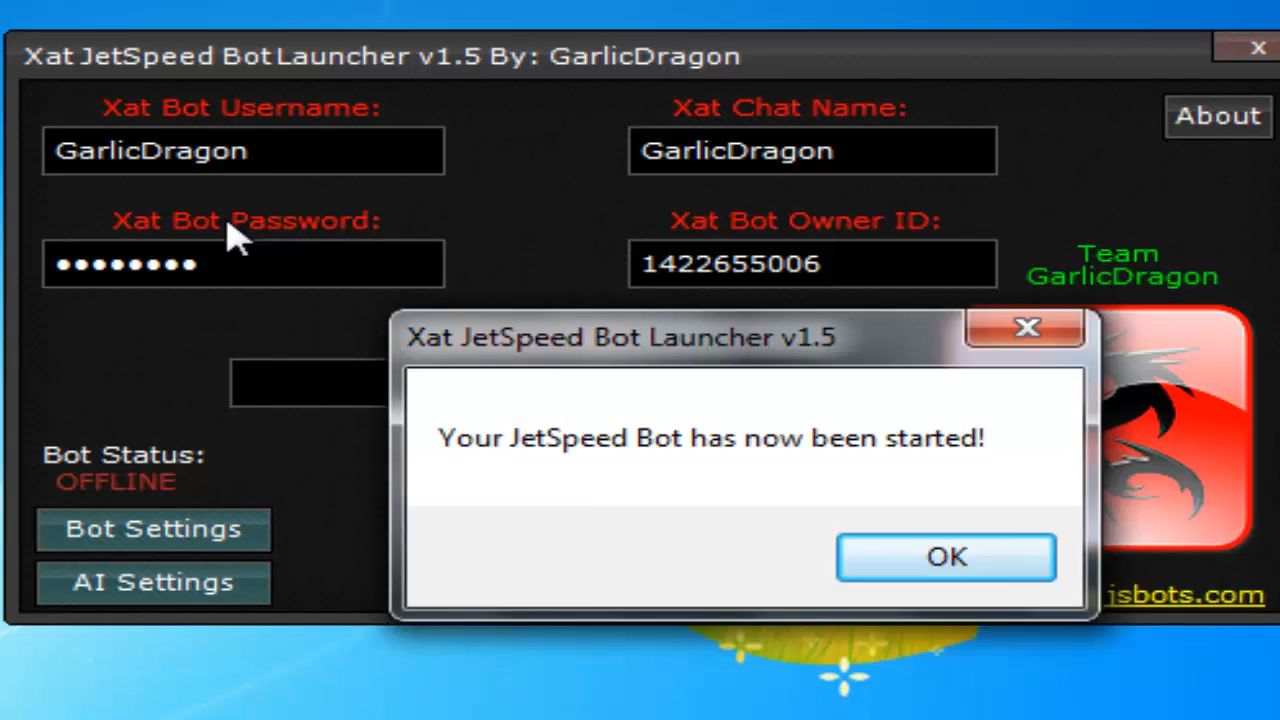 Xat JetSpeed Bot Launcher v1.5 By: GarlicDragon
x
Xat Bot Username:
Xat Chat Name:
About
GarlicDragon
GarlicDragon
Xat Bot Password:
Xat Bot Owner ID:
••••••••
1422655006
Team
GarlicDragon
Xat JetSpeed Bot Launcher v1.5
Your JetSpeed Bot has now been started!
Bot Status:
OFFLINE
Bot Settings
OK
AI Settings
jsbots.com